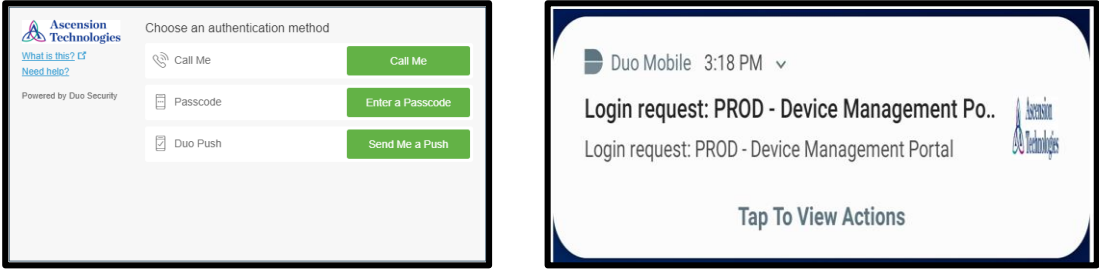 Ascension
Technologies
What is this?
Need help?
Powered by Duo Security
Choose an authentication method
Call Me Call Me
Passcode Enter a Passcode
Duo Push Send Me a Push
Duo Mobile 3:18 PM
Login request: PROD - Device Management Po..
Login request: PROD - Device Management Portal
Ascension
Technologies
Tap To View Actions